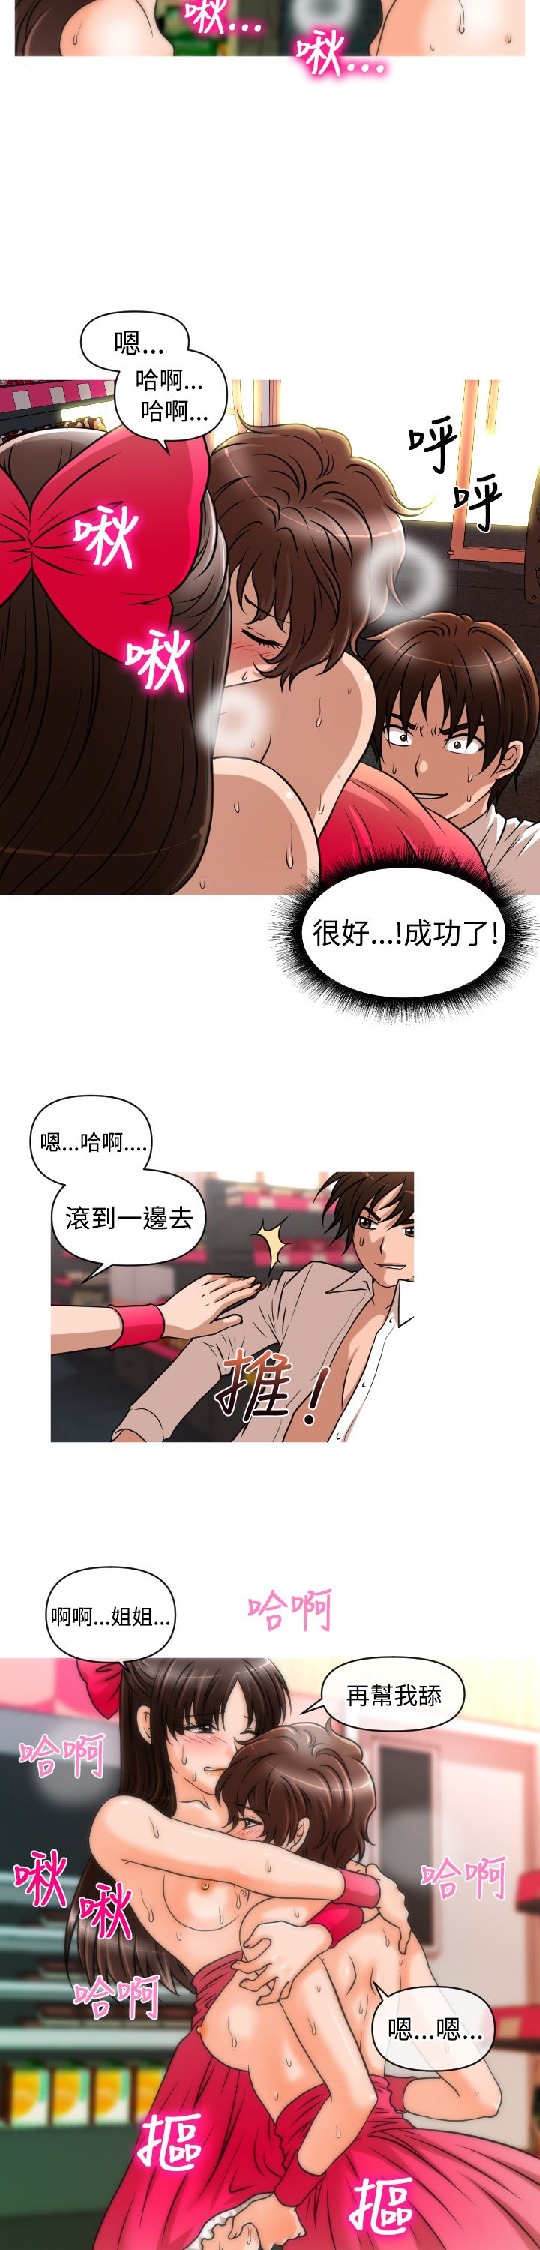 啾...
啾...
嗯...
哈啊...
哈啊...
呼
呼
啾
啾
很好...!成功了!
嗯...哈啊....
滾到一邊去
推!
啊啊...姐姐...
哈啊
再幫我舔
哈啊
啾
啾
哈啊
哈啊
嗯...嗯...
摳
摳